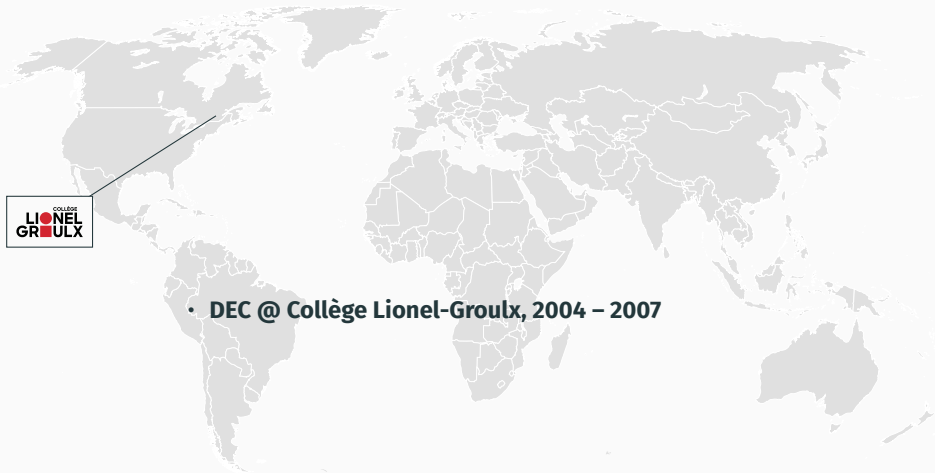 COLLÈGE
LIONEL
GROULX
• DEC @ Collège Lionel-Groulx, 2004 – 2007